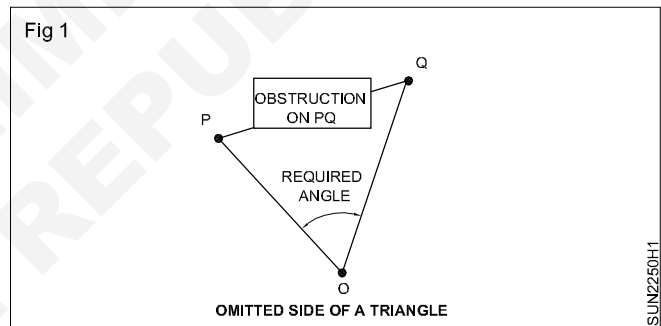 Fig 1
Q
OBSTRUCTION
ON PQ
P
REQUIRED
ANGLE
O
OMITTED SIDE OF A TRIANGLE
SUN2250H1